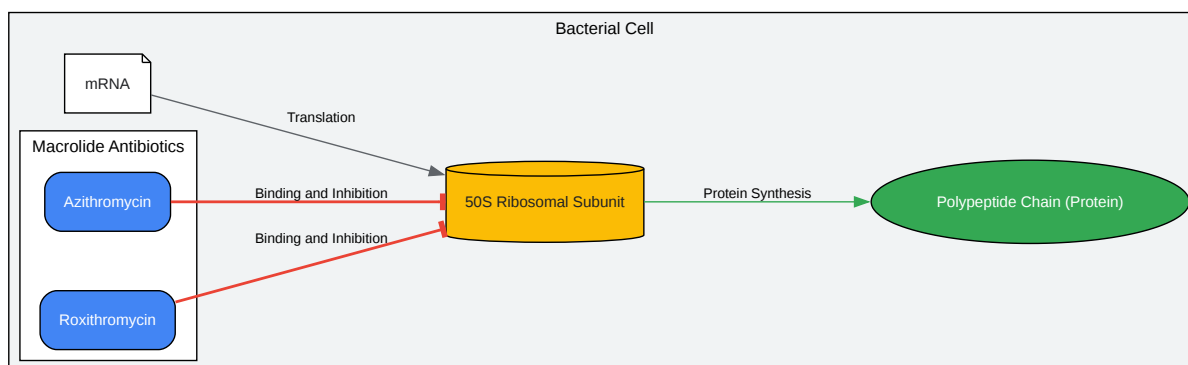 Bacterial Cell
mRNA
Translation
Macrolide Antibiotics
Azithromycin
Binding and Inhibition
50S Ribosomal Subunit
Protein Synthesis
Polypeptide Chain (Protein)
Binding and Inhibition
Roxithromycin